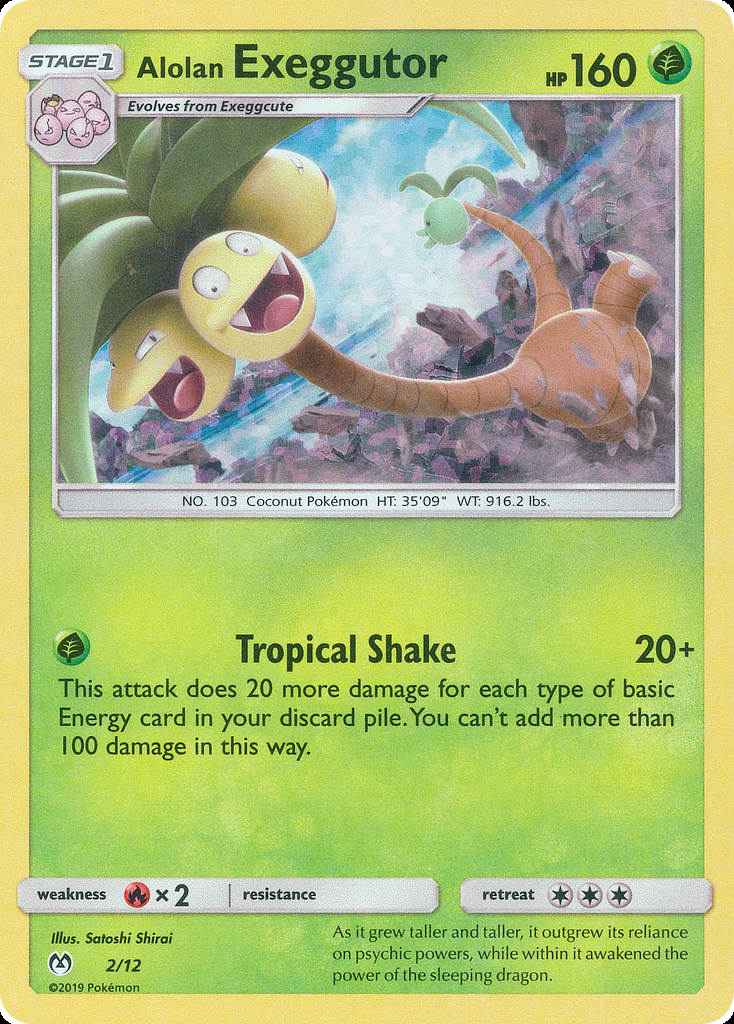 STAGE1
Alolan Exeggutor
HP 160
Evolves from Exeggcute
NO. 103 Coconut Pokémon HT: 35'09" WT: 916.2 lbs.
Tropical Shake 20+
This attack does 20 more damage for each type of basic
Energy card in your discard pile. You can't add more than
100 damage in this way.
weakness × 2 resistance retreat
Illus. Satoshi Shirai
2/12
©2019 Pokémon
As it grew taller and taller, it outgrew its reliance
on psychic powers, while within it awakened the
power of the sleeping dragon.